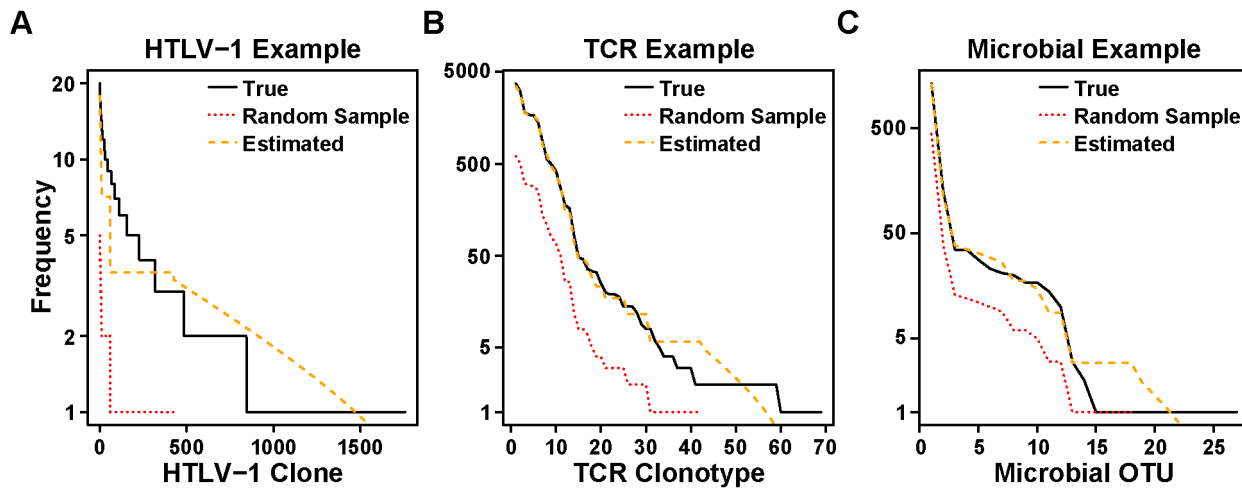 A
HTLV−1 Example
True
Random Sample
Estimated
Frequency
20
10
5
2
1
0
500
1000
1500
HTLV−1 Clone
B
TCR Example
True
Random Sample
Estimated
5000
500
50
5
1
0
10
20
30
40
50
60
70
TCR Clonotype
C
Microbial Example
True
Random Sample
Estimated
500
50
5
1
0
5
10
15
20
25
Microbial OTU